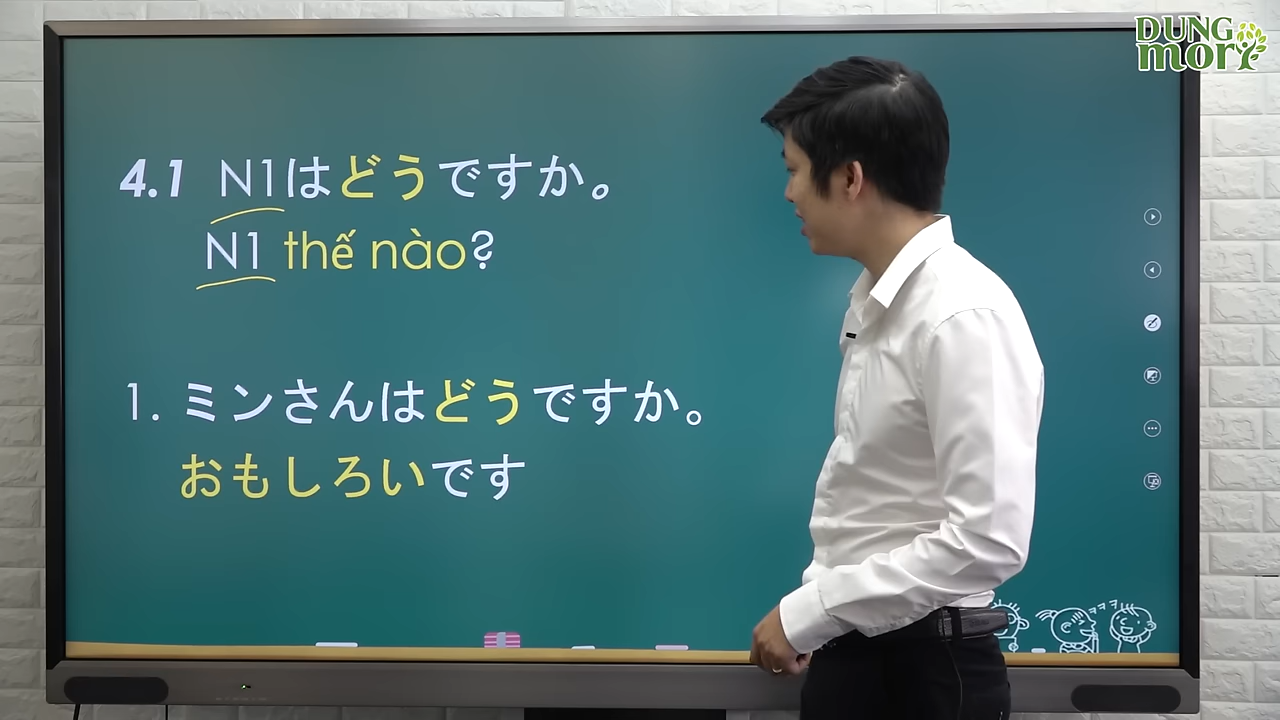 DUNG
mori
4.1 N1はどうですか。
N1 thế nào?
1. ミンさんはどうですか。
おもしろいです